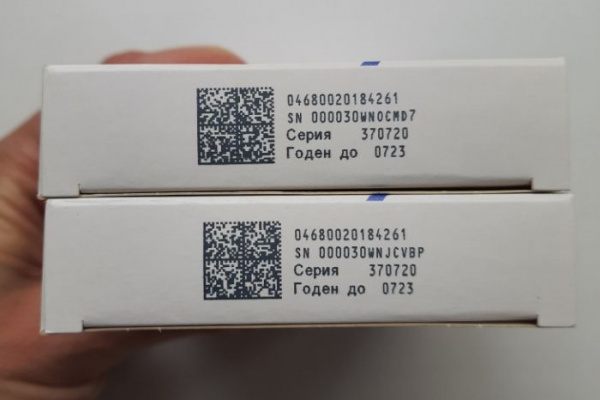 04680020184261
SN 000030WN0CMD7
Серия 370720
Годен до 0723
04680020184261
SN 000030WNJCVBP
Серия 370720
Годен до 0723